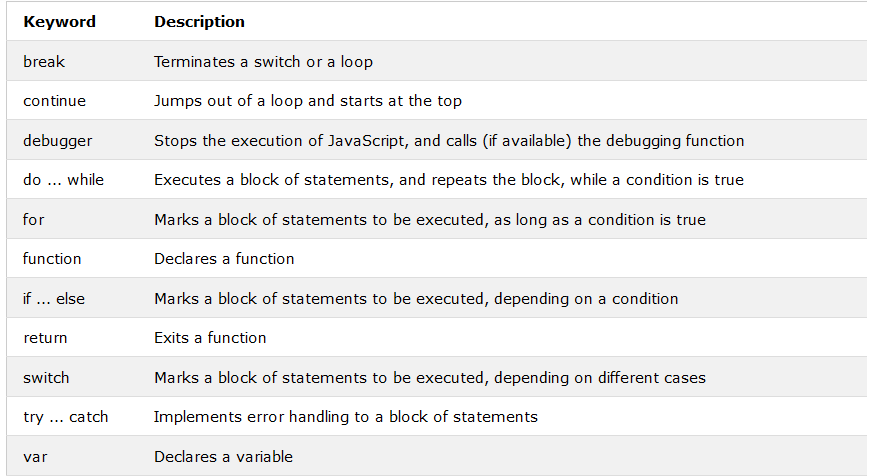 Keyword Description
break Terminates a switch or a loop
continue Jumps out of a loop and starts at the top
debugger Stops the execution of JavaScript, and calls (if available) the debugging function
do ... while Executes a block of statements, and repeats the block, while a condition is true
for Marks a block of statements to be executed, as long as a condition is true
function Declares a function
if ... else Marks a block of statements to be executed, depending on a condition
return Exits a function
switch Marks a block of statements to be executed, depending on different cases
try ... catch Implements error handling to a block of statements
var Declares a variable